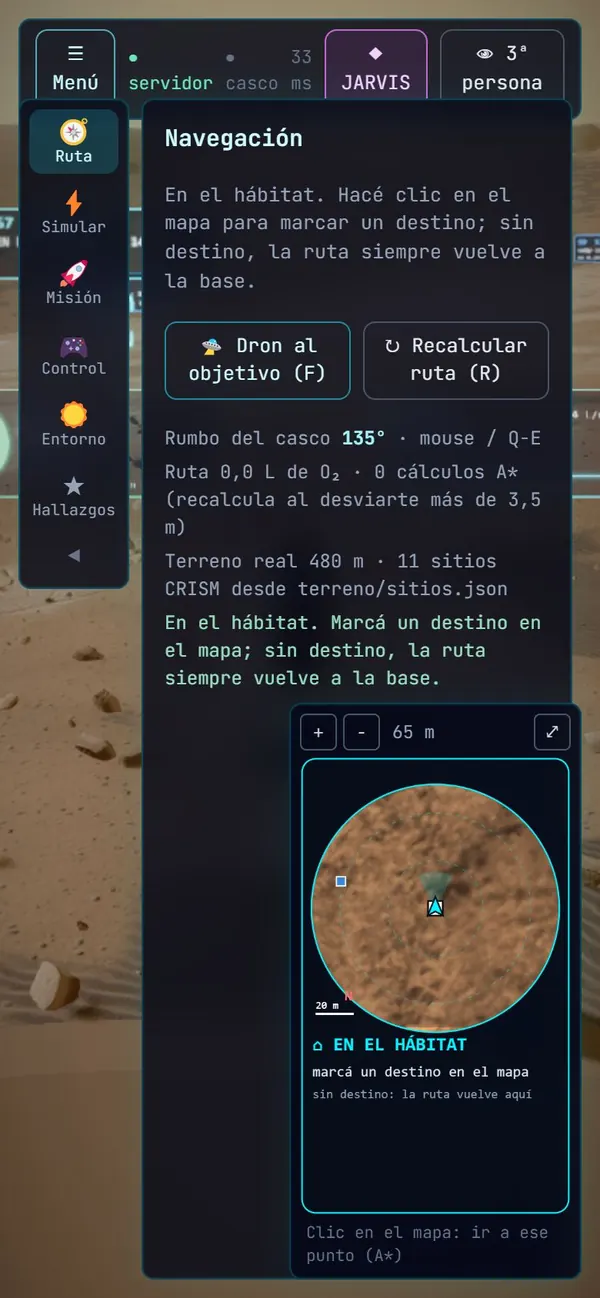 ☰
Menú
servidor
casco
33
ms
◆
JARVIS
3ª
persona
Ruta
Simular
Misión
Control
Entorno
★
Hallazgos
◀
Navegación
En el hábitat. Hacé clic en el
mapa para marcar un destino; sin
destino, la ruta siempre vuelve a
la base.
Dron al
objetivo (F)
↻ Recalcular
ruta (R)
Rumbo del casco 135° · mouse / Q-E
Ruta 0,0 L de O₂ · 0 cálculos A*
(recalcula al desviarte más de 3,5
m)
Terreno real 480 m · 11 sitios
CRISM desde terreno/sitios.json
En el hábitat. Marcá un destino en
el mapa; sin destino, la ruta
siempre vuelve a la base.
+
-
65 m
⤢
N
20 m
⌂ EN EL HÁBITAT
marcá un destino en el mapa
sin destino: la ruta vuelve aquí
Clic en el mapa: ir a ese
punto (A*)